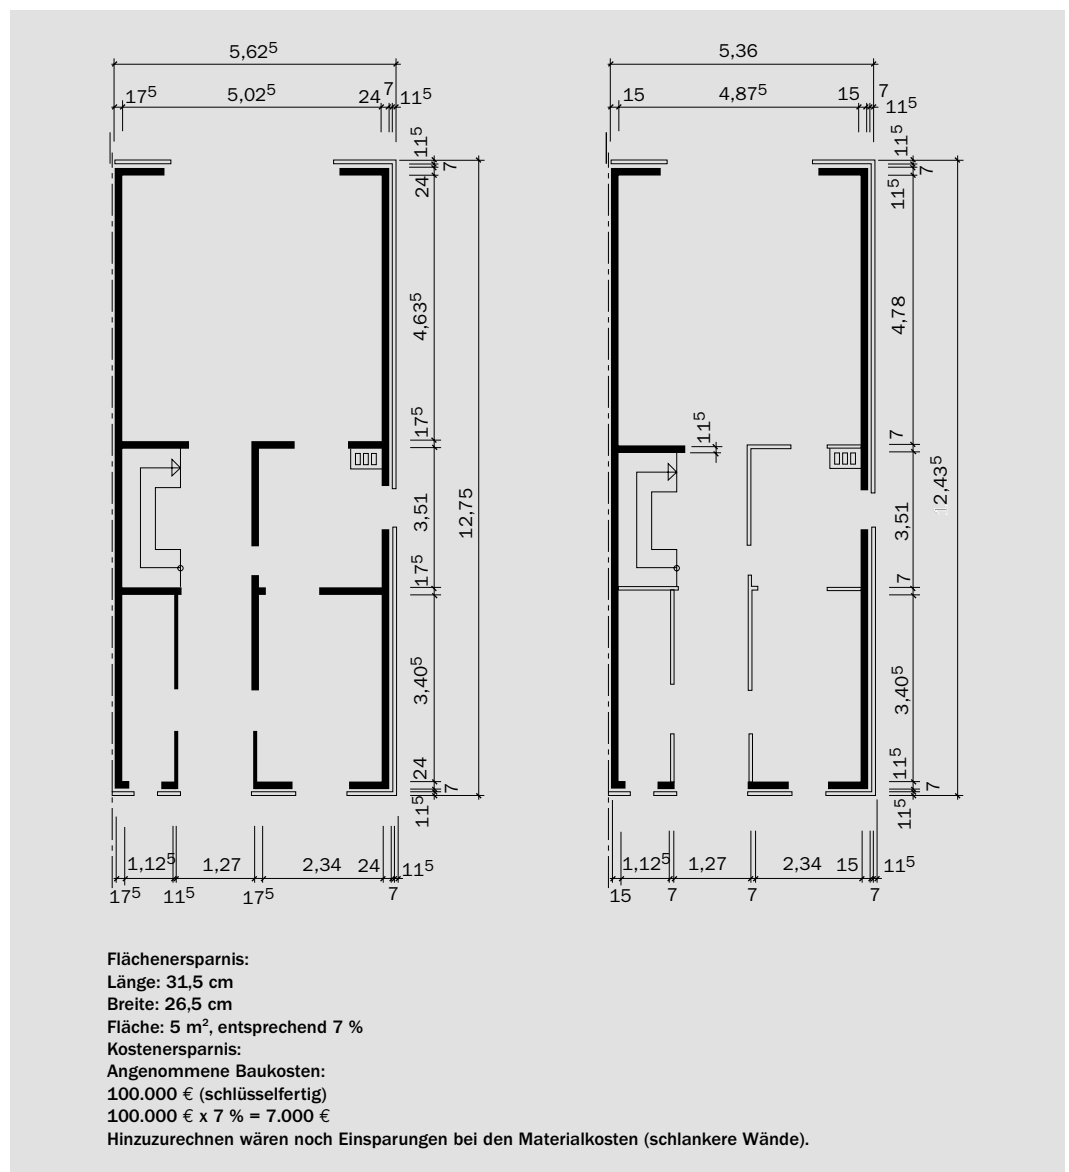 5,62⁵
17⁵ 5,02⁵ 24 7 11⁵
11⁵
7
24
4,63⁵
17⁵
3,51
17⁵
3,40⁵
24
7
11⁵
12,75
1,12⁵ 1,27 2,34 24 11⁵
17⁵ 11⁵ 17⁵ 7
5,36
15 4,87⁵ 15 7 11⁵
11⁵
7
11⁵
4,78
11⁵
7
3,51
7
3,40⁵
11⁵
7
11⁵
12,43⁵
1,12⁵ 1,27 2,34 15 11⁵
15 7 7 7
Flächenersparnis:
Länge: 31,5 cm
Breite: 26,5 cm
Fläche: 5 m², entsprechend 7 %
Kostenersparnis:
Angenommene Baukosten:
100.000 € (schlüsselfertig)
100.000 € x 7 % = 7.000 €
Hinzuzurechnen wären noch Einsparungen bei den Materialkosten (schlankere Wände).